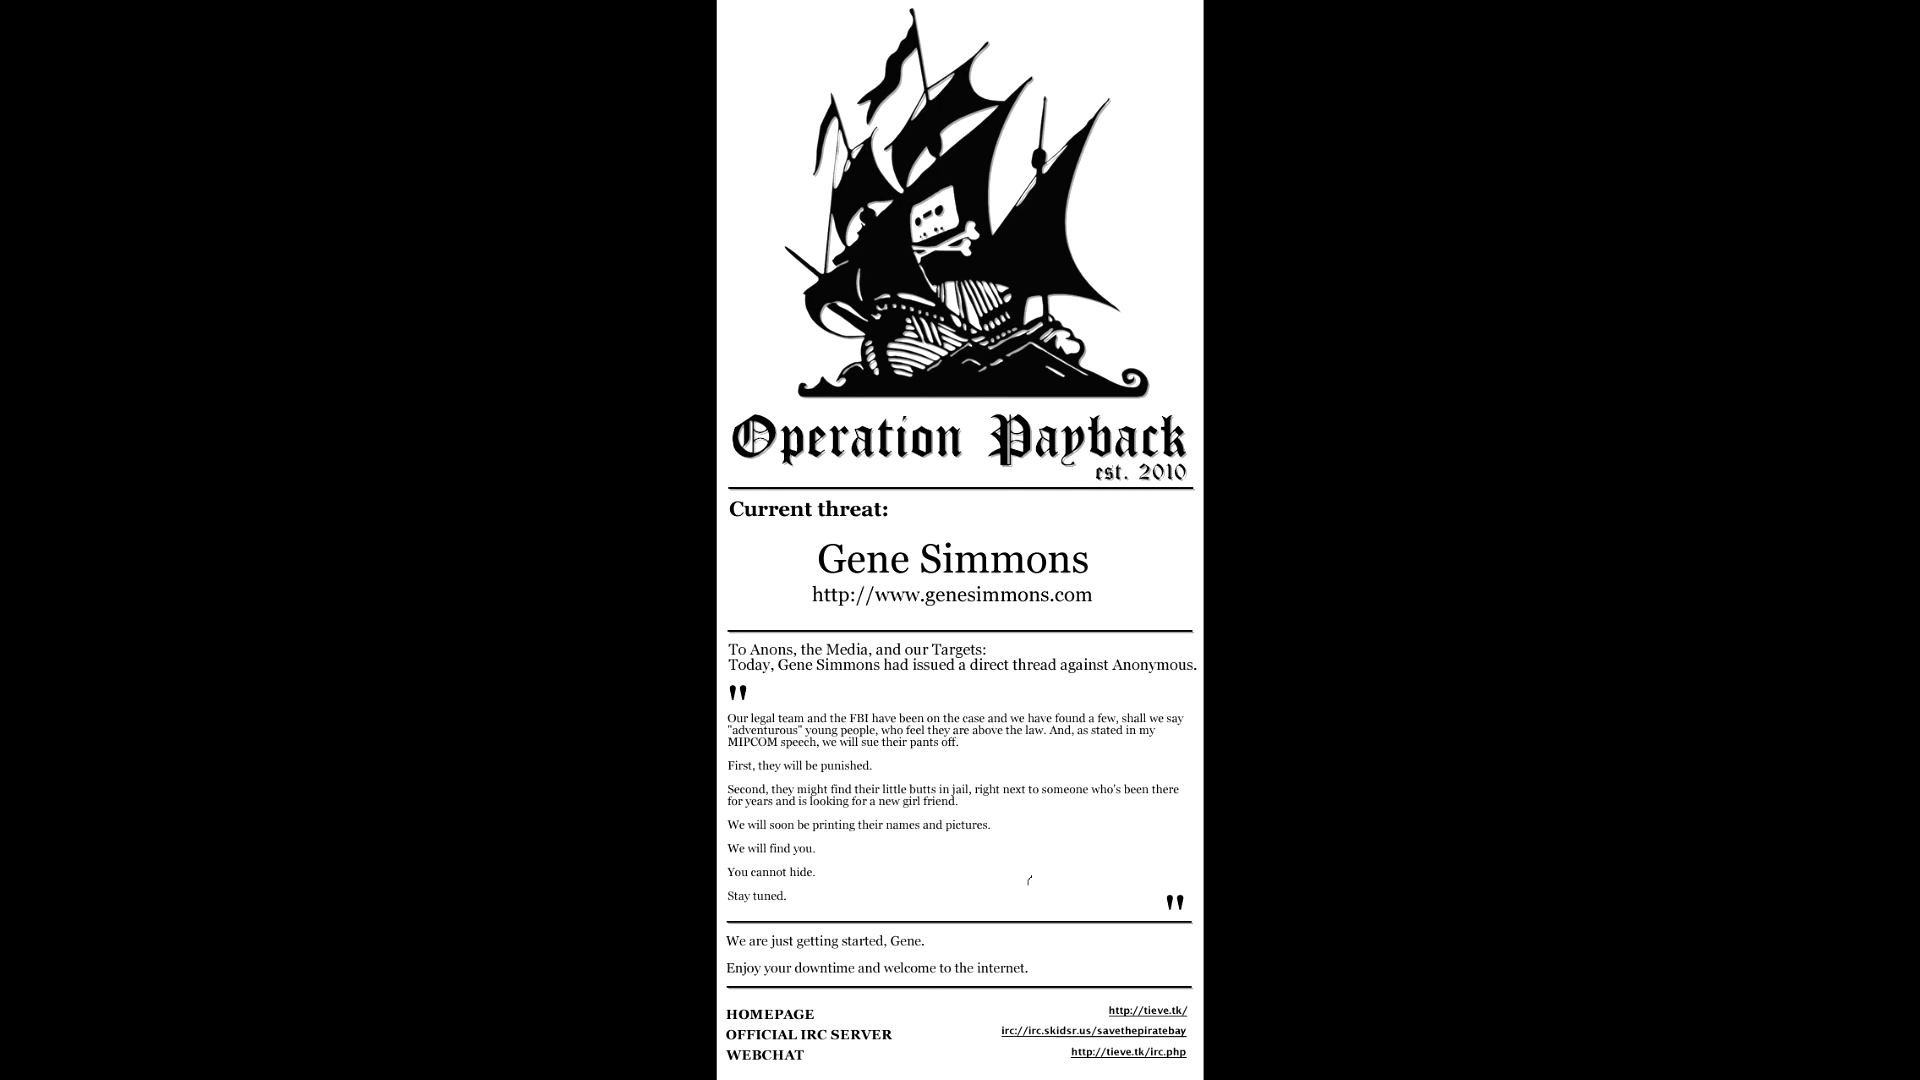 Operation Payback
est. 2010
Current threat:
Gene Simmons
http://www.genesimmons.com
To Anons, the Media, and our Targets:
Today, Gene Simmons had issued a direct thread against Anonymous.
"
Our legal team and the FBI have been on the case and we have found a few, shall we say
"adventurous" young people, who feel they are above the law. And, as stated in my
MIPCOM speech, we will sue their pants off.
First, they will be punished.
Second, they might find their little butts in jail, right next to someone who's been there
for years and is looking for a new girl friend.
We will soon be printing their names and pictures.
We will find you.
You cannot hide.
Stay tuned.
"
We are just getting started, Gene.
Enjoy your downtime and welcome to the internet.
HOMEPAGE http://tieve.tk/
OFFICIAL IRC SERVER irc://irc.skidsr.us/savethepiratebay
WEBCHAT http://tieve.tk/irc.php